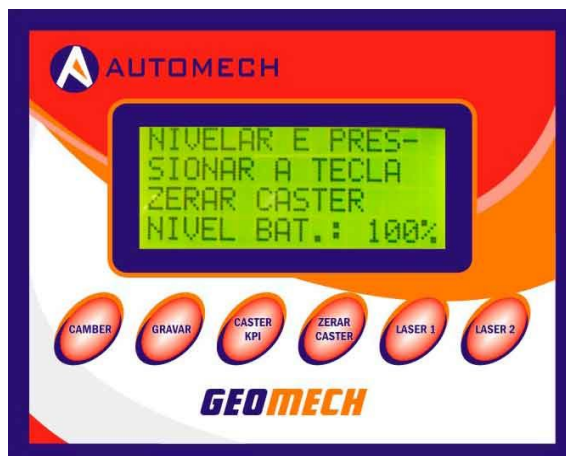 AUTOMECH
NIVELAR E PRES-
SIONAR A TECLA
ZERAR CASTER
NIVEL BAT.: 100%
CAMBER
GRAVAR
CASTER
KPI
ZERAR
CASTER
LASER 1
LASER 2
GEOMECH